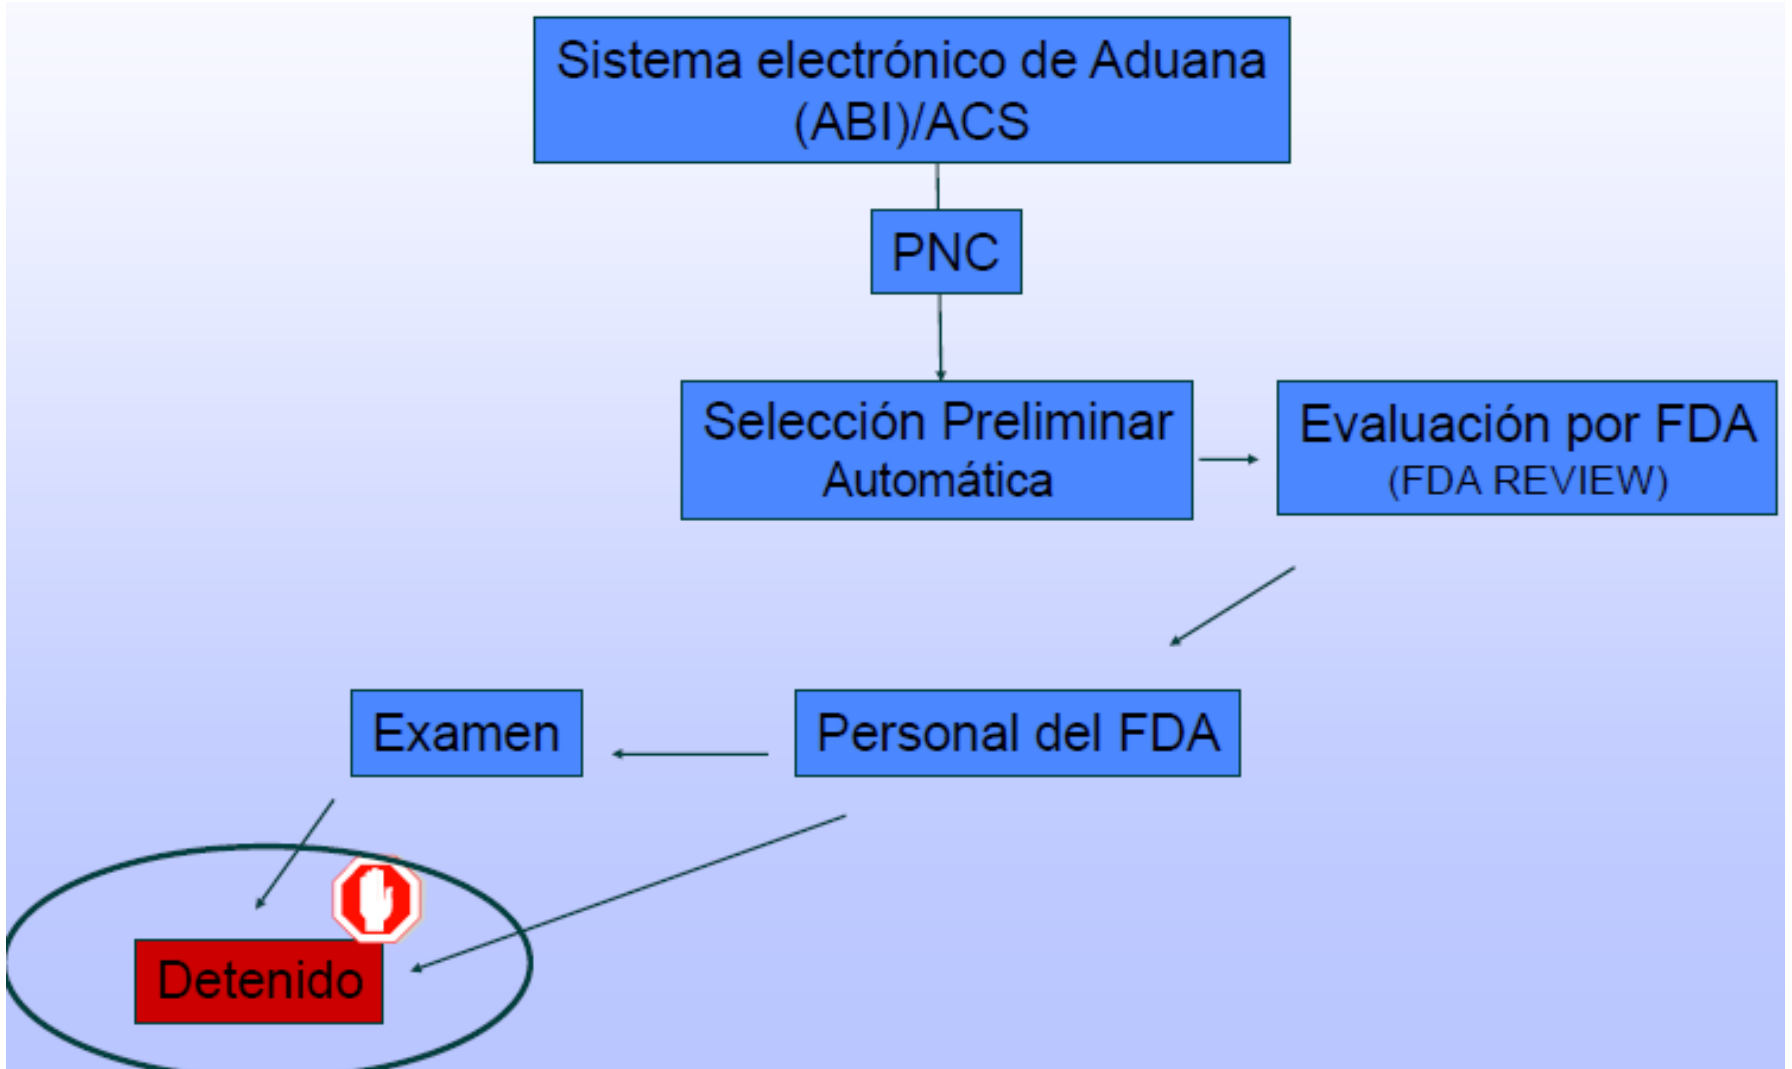 Sistema electrónico de Aduana
(ABI)/ACS
PNC
Selección Preliminar
Automática
Evaluación por FDA
(FDA REVIEW)
Examen
Personal del FDA
Detenido